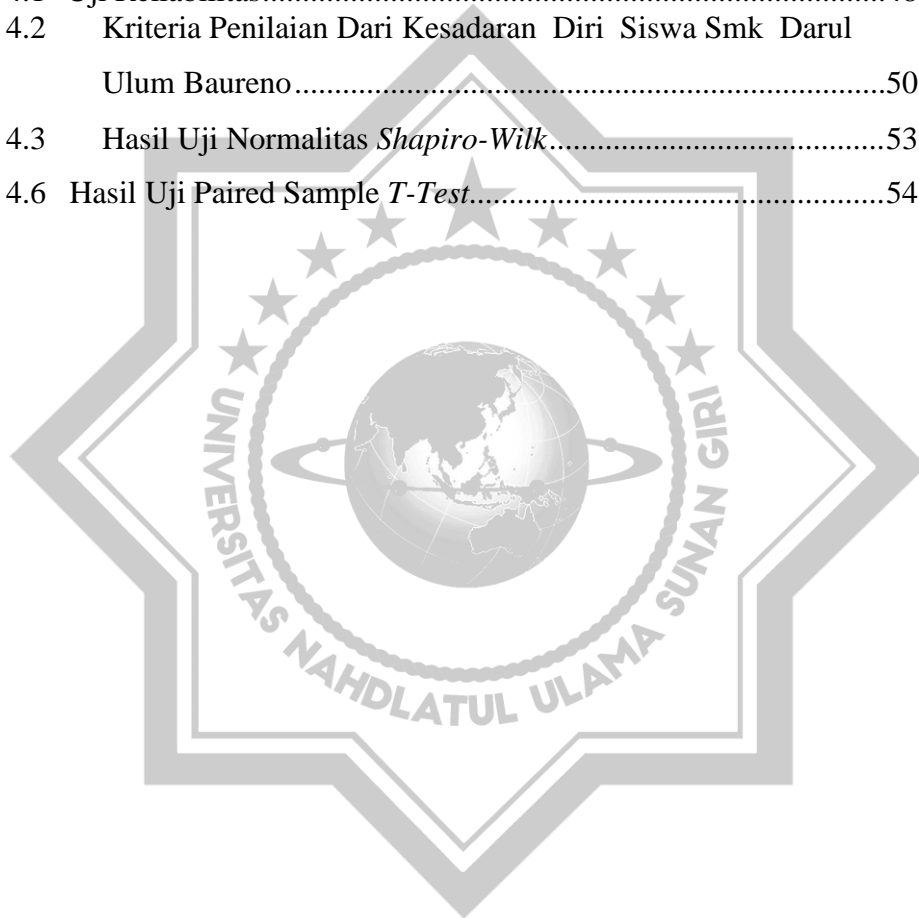 4.2 Kriteria Penilaian Dari Kesadaran Diri Siswa Smk Darul
Ulum Baureno...........................................................................50
4.3 Hasil Uji Normalitas Shapiro-Wilk........................................53
4.6 Hasil Uji Paired Sample T-Test..................................................54
UNIVERSITAS NAHDLATUL ULAMA SUNAN GIRI